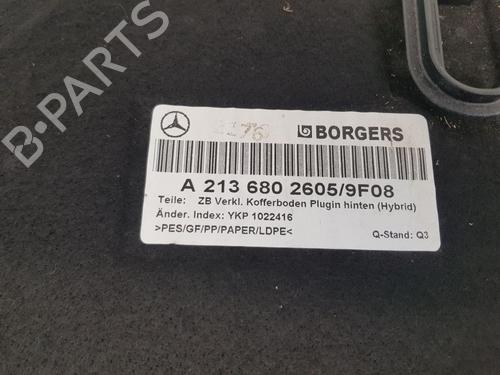 BORGERS
A 213 680 2605/9F08
Teile: ZB Verkl. Kofferboden Plugin hinten (Hybrid)
Änder. Index: YKP 1022416
>PES/GF/PP/PAPER/LDPE<
Q-Stand: Q3
B-PARTS